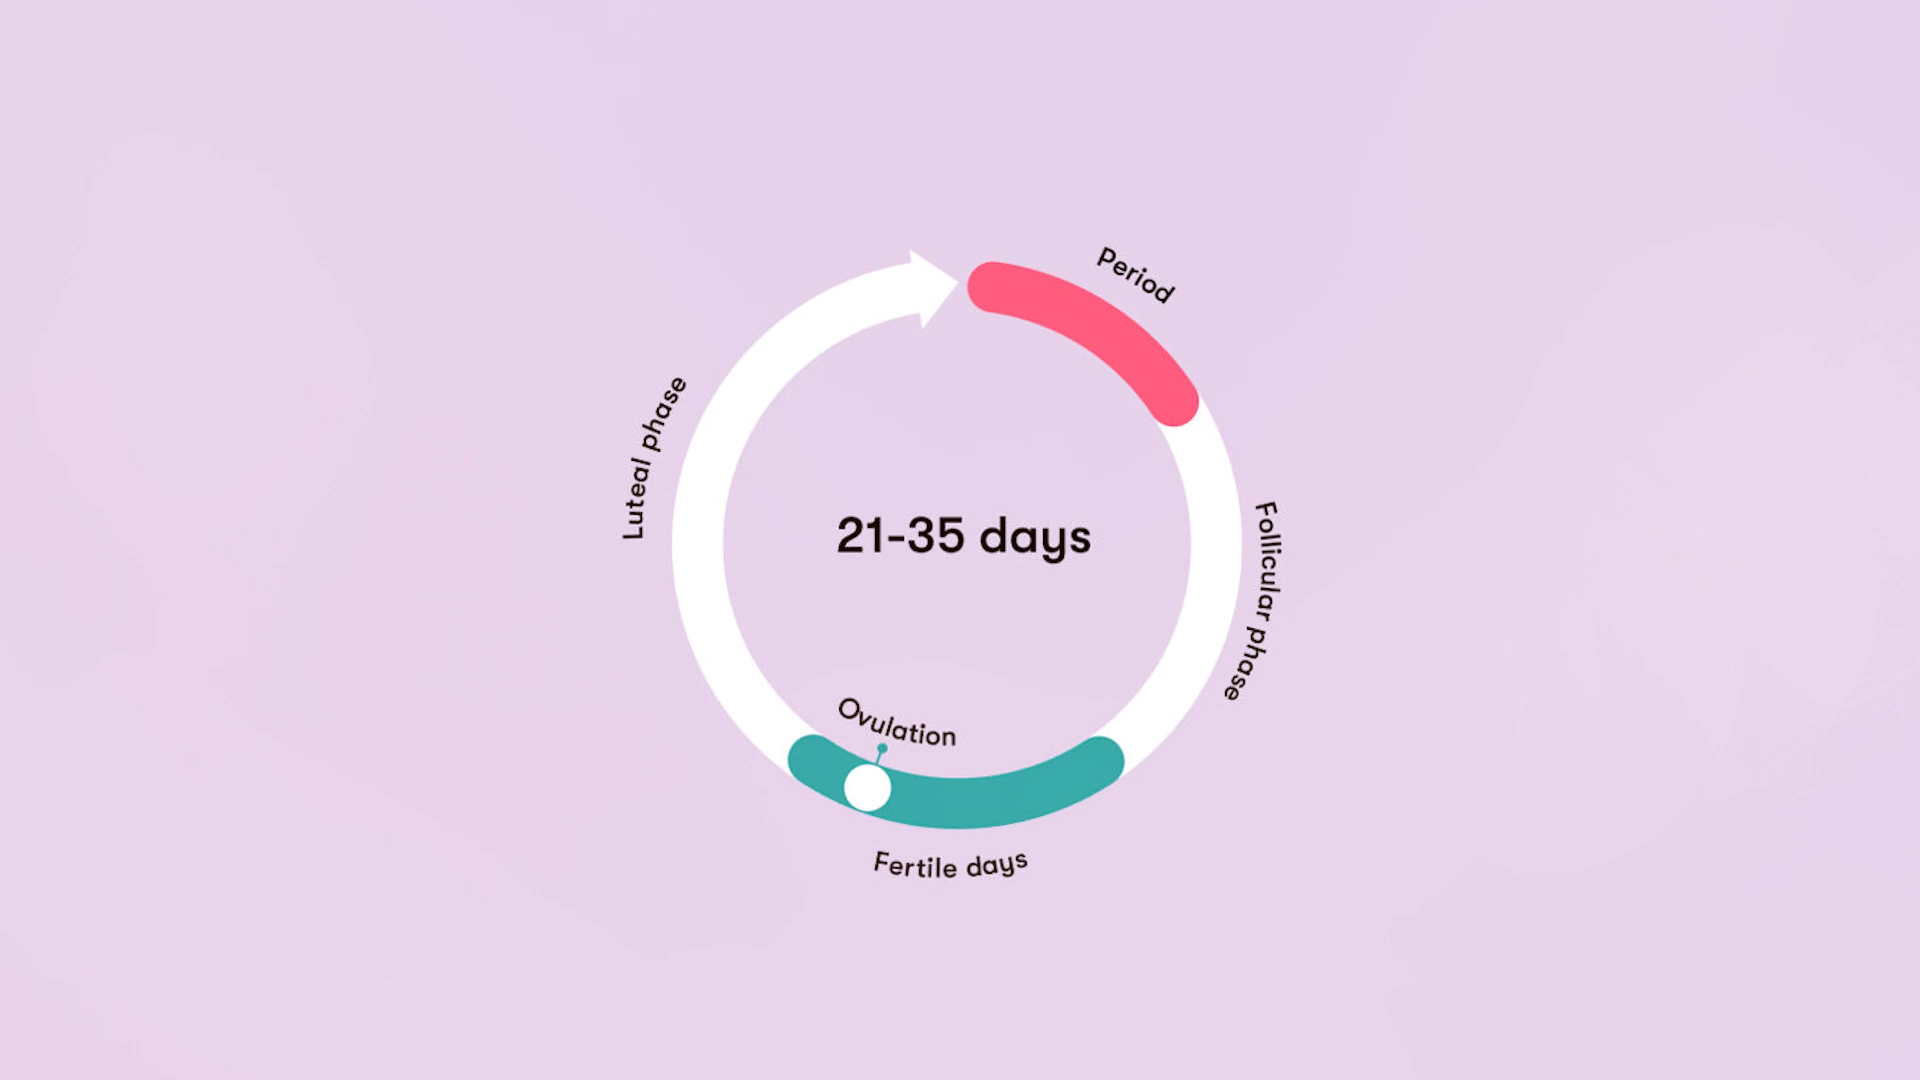 Period
Follicular phase
Fertile days
Ovulation
Luteal phase
21-35 days